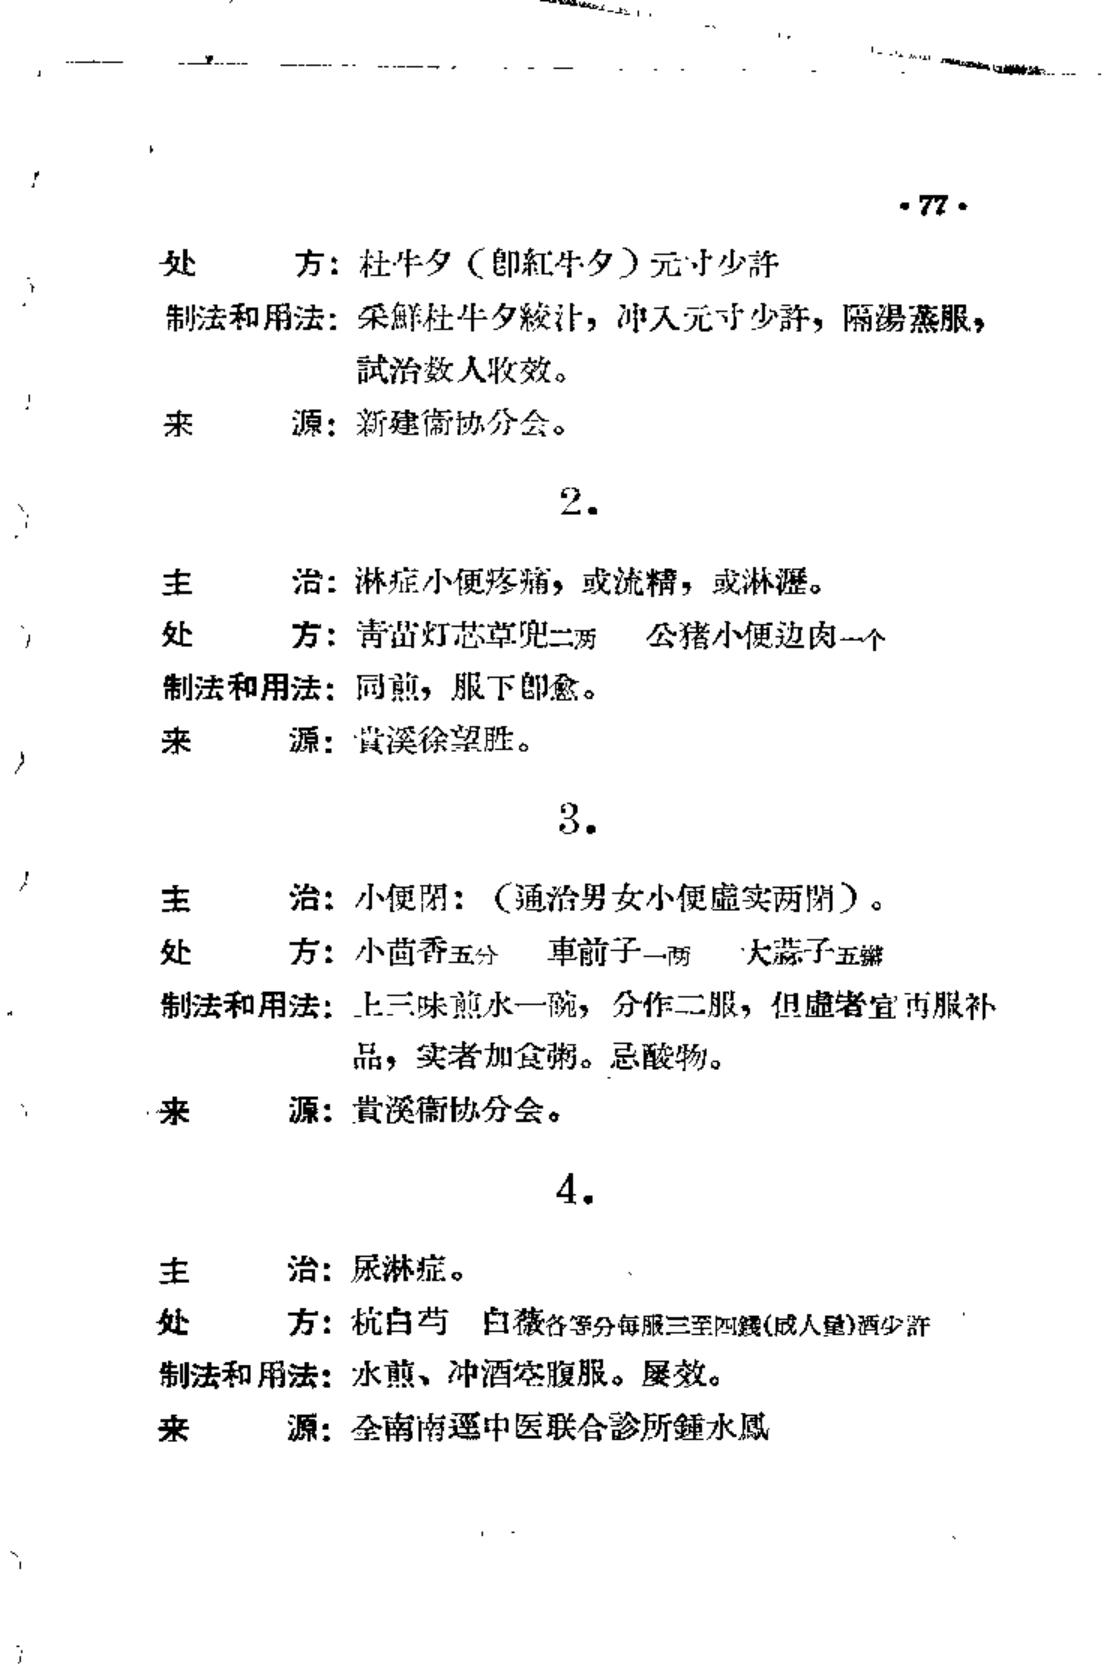 ·77·
处　　方：杜牛夕（卽紅牛夕）元寸少許
制法和用法：采鮮杜牛夕絞汁，冲入元寸少許，隔湯蒸服，
試治数人收效。
来　　源：新建衞协分会。
2.
主　　治：淋症小便疼痛，或流精，或淋瀝。
处　　方：青苗灯芯草兜二两　公猪小便边肉一个
制法和用法：同煎，服下卽愈。
来　　源：貴溪徐望胜。
3.
主　　治：小便閉：（通治男女小便虛实两閉）。
处　　方：小茴香五分　車前子一两　大蒜子五瓣
制法和用法：上三味煎水一碗，分作二服，但虛者宜再服补
品，实者加食粥。忌酸物。
来　　源：貴溪衞协分会。
4.
主　　治：尿淋症。
处　　方：杭白芍　白薇各等分每服三至四錢(成人量)酒少許
制法和用法：水煎、冲酒空腹服。屡效。
来　　源：全南南逕中医联合診所鍾水鳳